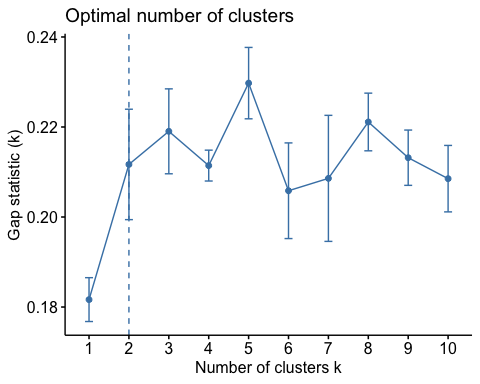 Optimal number of clusters
0.24
0.22
0.20
0.18
Gap statistic (k)
1 2 3 4 5 6 7 8 9 10
Number of clusters k